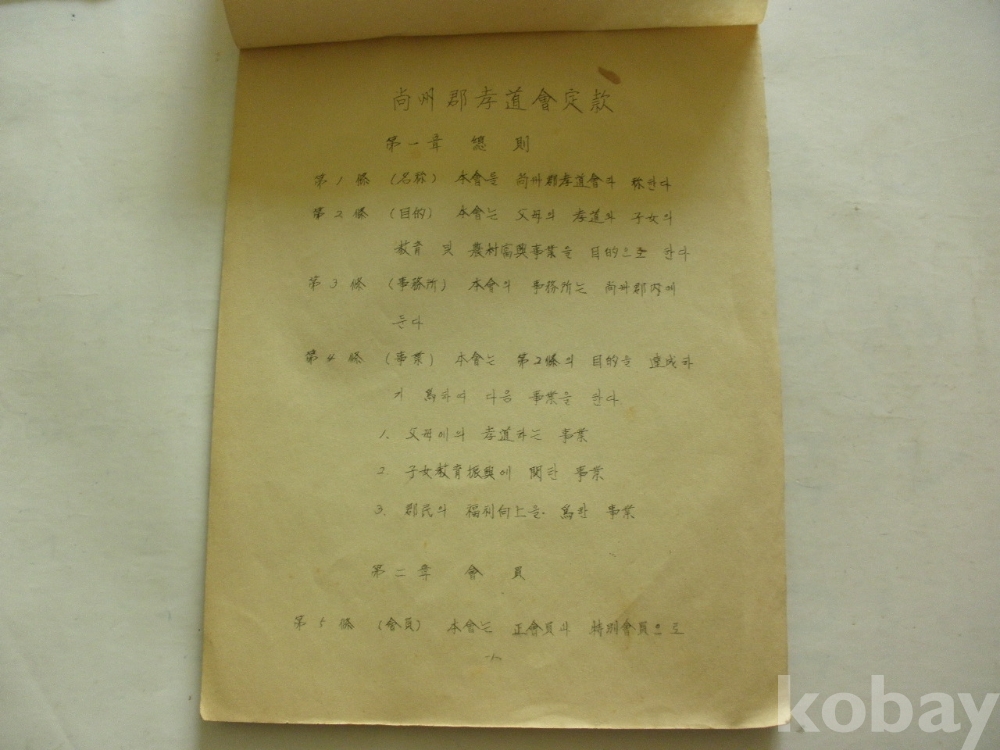 尙州郡孝道會定款
第一章 總則
第1條 (名称) 本會를 尙州郡孝道會라 称한다
第2條 (目的) 本會는 父母의 孝道와 子女의
敎育 및 農村富興事業을 目的으로 한다
第3條 (事務所) 本會의 事務所는 尙州郡內에
둔다
第4條 (事業) 本會는 第2條의 目的을 達成하
기 爲하여 다음 事業을 한다
1. 父母에의 孝道하는 事業
2. 子女敎育振興에 関한 事業
3. 郡民의 福利向上을 爲한 事業
第二章 會員
第5條 (會員) 本會는 正會員과 特別會員으로
-1-
kobay